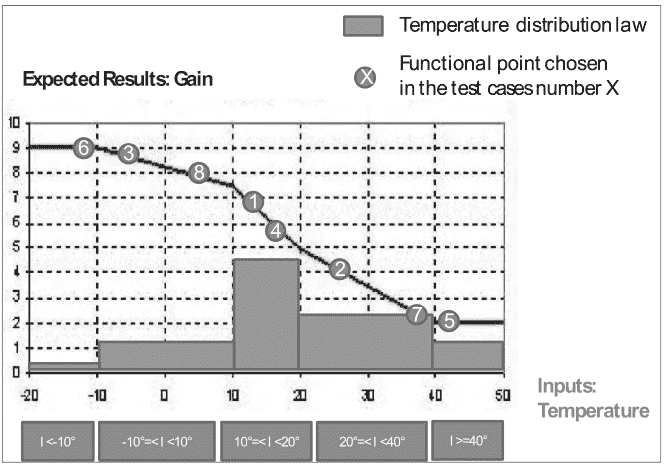 Temperature distribution law
X
Functional point chosen
in the test cases number X
Expected Results: Gain
10
9
8
7
6
5
4
3
2
1
0
6
3
8
1
4
2
7
5
-20
-10
0
10
20
30
40
50
Inputs:
Temperature
I <-10°
-10°=< I <10°
10°=< I <20°
20°=< I <40°
I >=40°